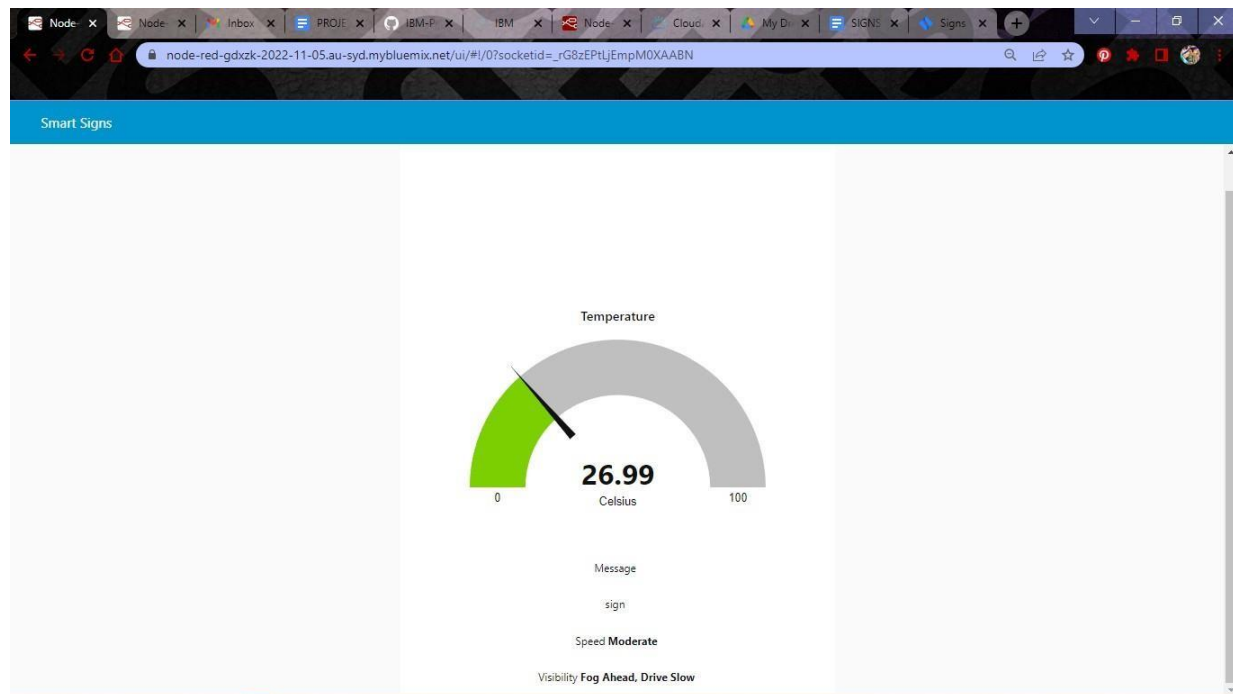 Node- Node- Inbox PROJE IBM-P IBM Node- Cloud My D SIGNS Signs
node-red-gdxzk-2022-11-05.au-syd.mybluemix.net/ui/#!/0?socketid=_rG8zEPtLjEmpM0XAABN
Smart Signs
Temperature
26.99
0 Celsius 100
Message
sign
Speed Moderate
Visibility Fog Ahead, Drive Slow